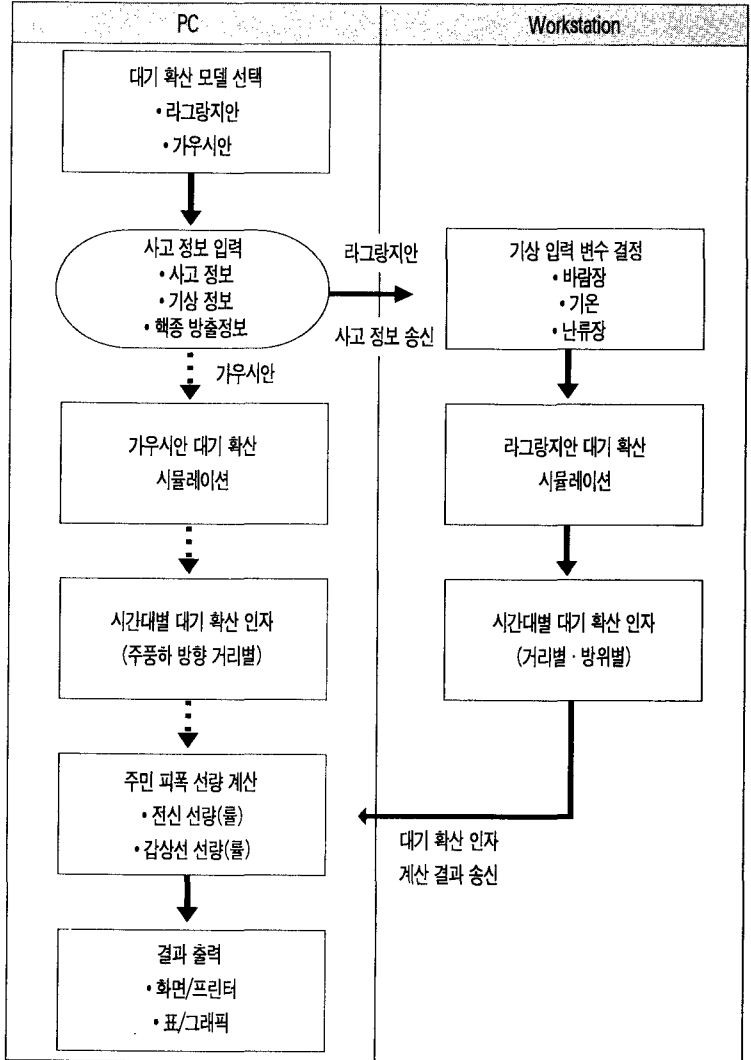 PC
Workstation
대기 확산 모델 선택
• 라그랑지안
• 가우시안
사고 정보 입력
• 사고 정보
• 기상 정보
• 핵종 방출정보
라그랑지안
사고 정보 송신
기상 입력 변수 결정
• 바람장
• 기온
• 난류장
가우시안
가우시안 대기 확산
시뮬레이션
라그랑지안 대기 확산
시뮬레이션
시간대별 대기 확산 인자
(주풍하 방향 거리별)
시간대별 대기 확산 인자
(거리별 · 방위별)
주민 피폭 선량 계산
• 전신 선량(률)
• 갑상선 선량(률)
대기 확산 인자
계산 결과 송신
결과 출력
• 화면/프린터
• 표/그래픽